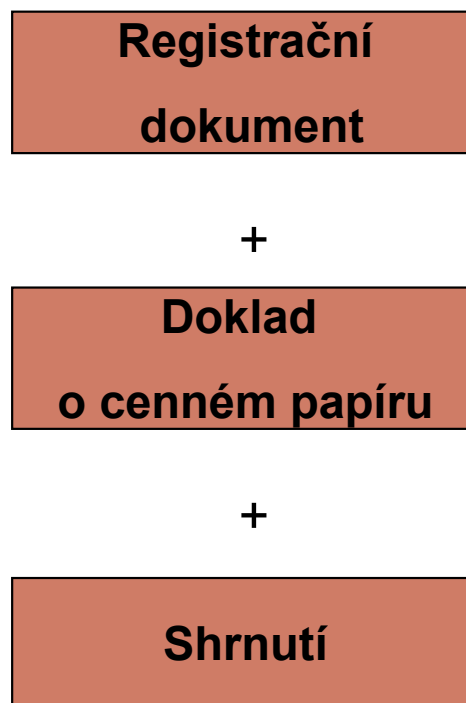 Registrační
dokument
+
Doklad
o cenném papíru
+
Shrnutí